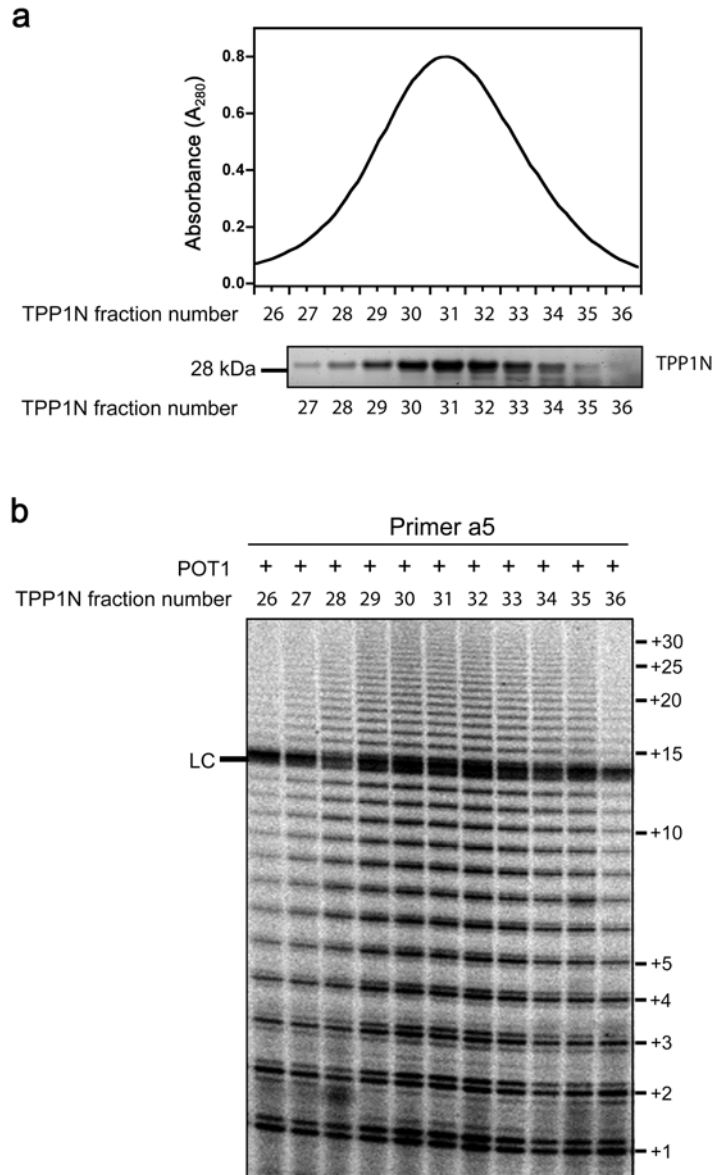 a
Absorbance (A280)
0.8
0.6
0.4
0.2
0.0
TPP1N fraction number 26 27 28 29 30 31 32 33 34 35 36
28 kDa TPP1N
TPP1N fraction number 27 28 29 30 31 32 33 34 35 36
b
Primer a5
POT1 + + + + + + + + + + +
TPP1N fraction number 26 27 28 29 30 31 32 33 34 35 36
+30
+25
+20
+15
LC
+10
+5
+4
+3
+2
+1